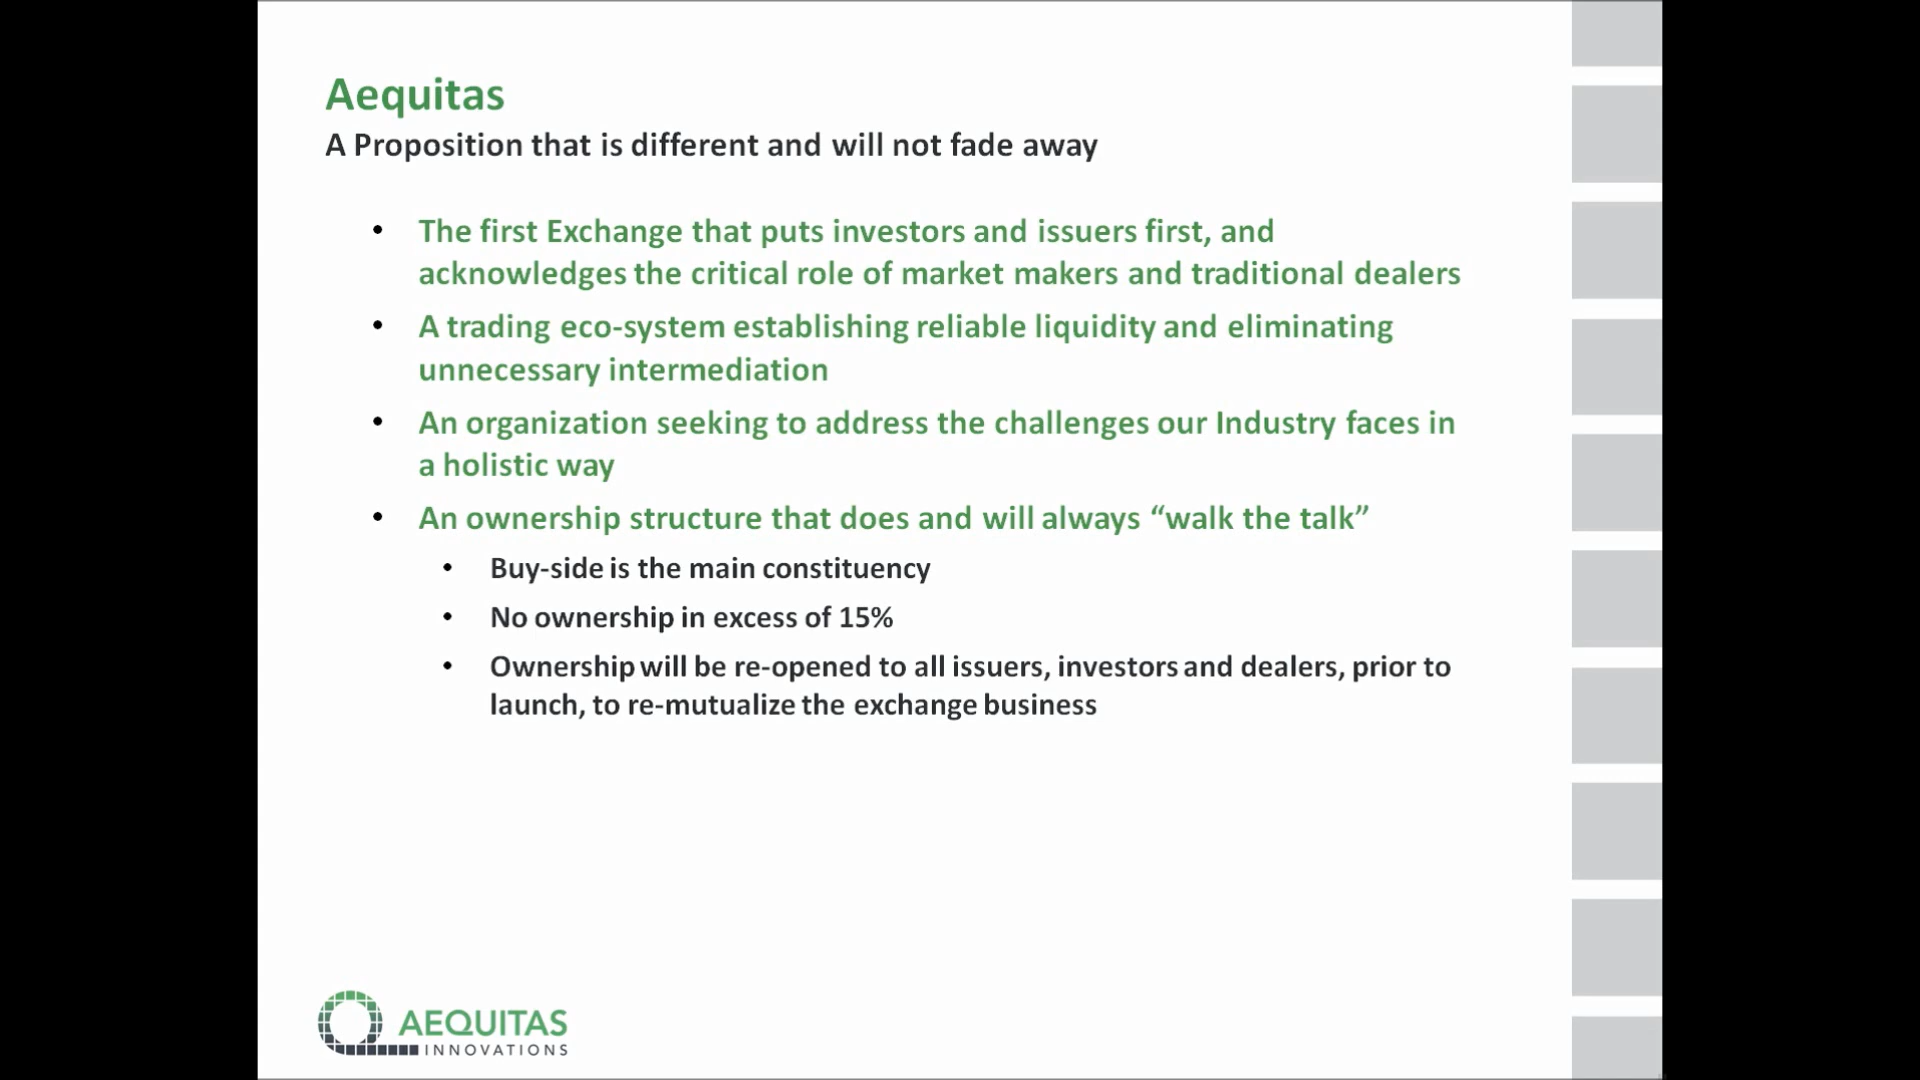 Aequitas
A Proposition that is different and will not fade away
• The first Exchange that puts investors and issuers first, and
acknowledges the critical role of market makers and traditional dealers
• A trading eco-system establishing reliable liquidity and eliminating
unnecessary intermediation
• An organization seeking to address the challenges our Industry faces in
a holistic way
• An ownership structure that does and will always “walk the talk”
• Buy-side is the main constituency
• No ownership in excess of 15%
• Ownership will be re-opened to all issuers, investors and dealers, prior to
launch, to re-mutualize the exchange business
AEQUITAS
INNOVATIONS